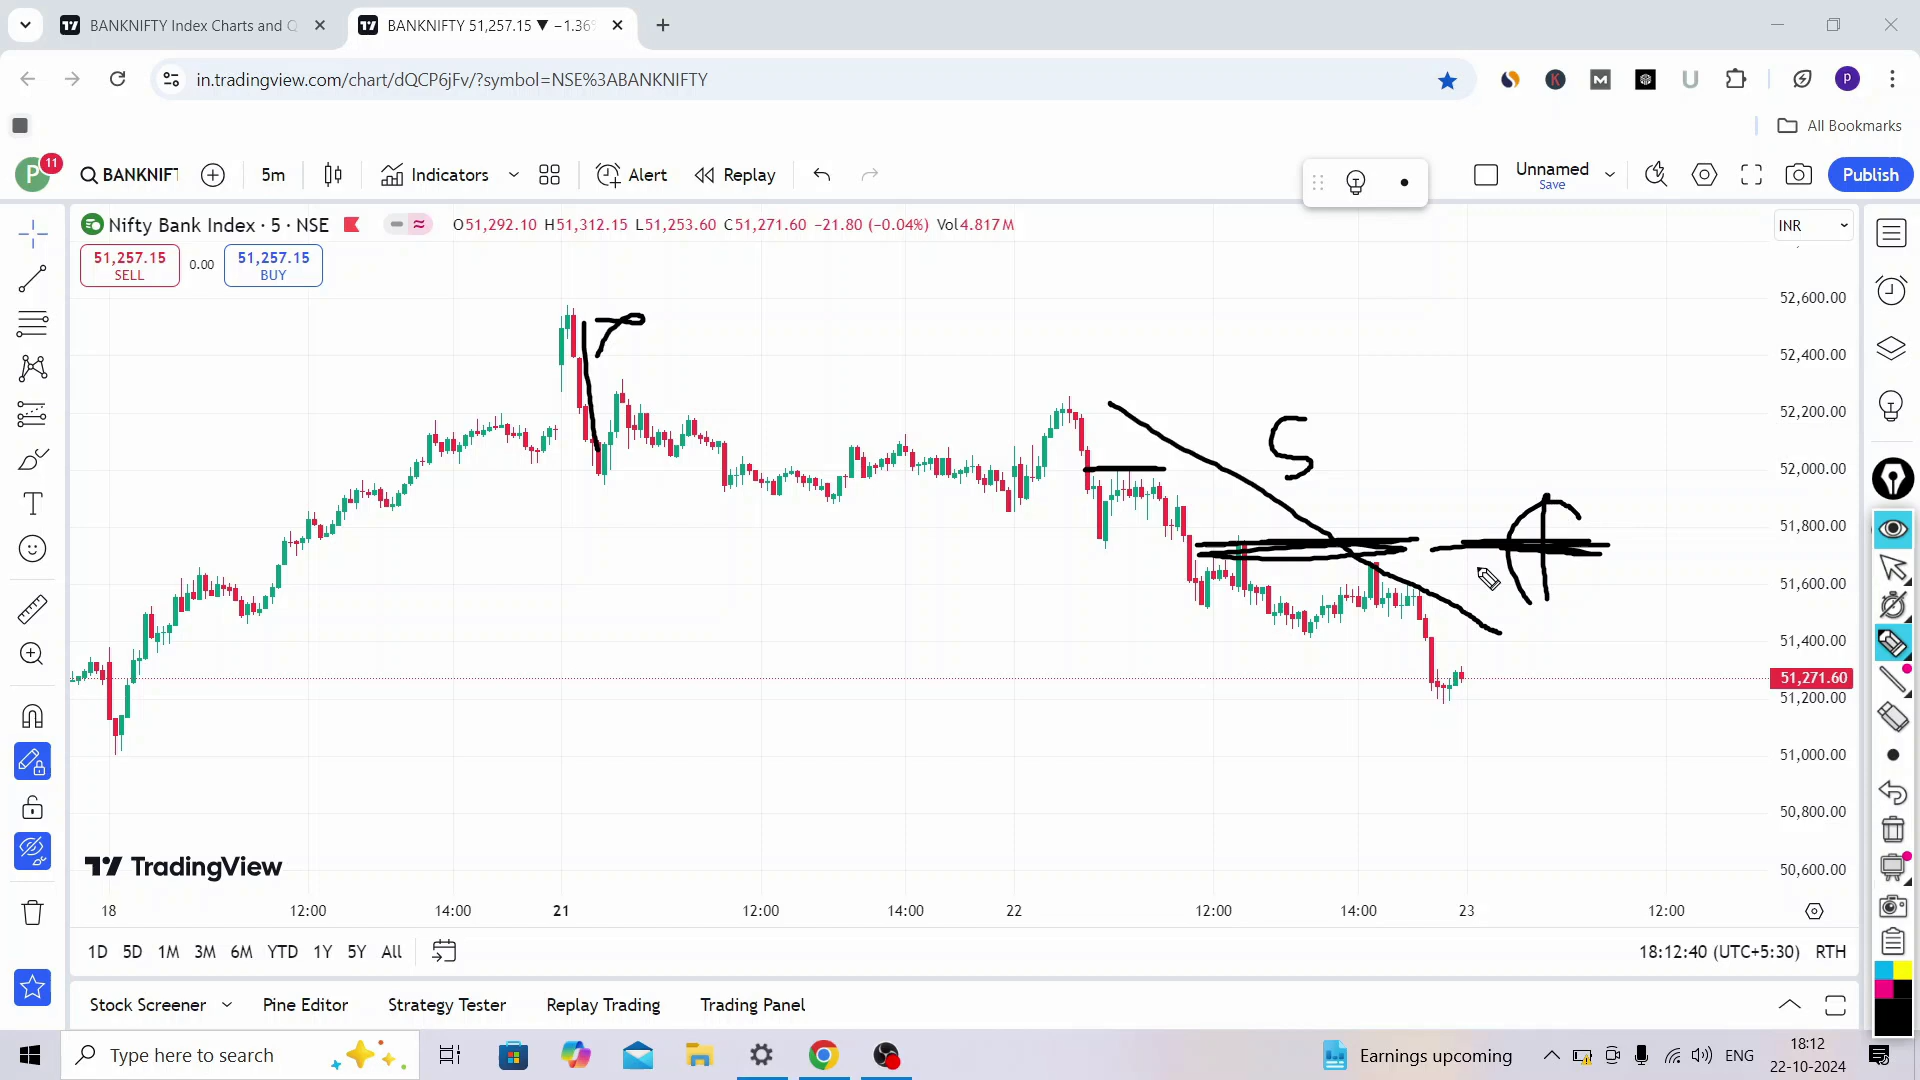 BANKNIFTY Index Charts and Q
BANKNIFTY 51,257.15 ▼ −1.36%
in.tradingview.com/chart/dQCP6jFv/?symbol=NSE%3ABANKNIFTY
All Bookmarks
P 11 BANKNIFT 5m Indicators Alert Replay Unnamed Save Publish
Nifty Bank Index · 5 · NSE O51,292.10 H51,312.15 L51,253.60 C51,271.60 −21.80 (−0.04%) Vol4.817 M INR
51,257.15 SELL 0.00 51,257.15 BUY
52,600.00
52,400.00
52,200.00
S
52,000.00
51,800.00
51,600.00
51,400.00
51,271.60
51,200.00
51,000.00
50,800.00
TradingView
50,600.00
18 12:00 14:00 21 12:00 14:00 22 12:00 14:00 23 12:00
1D 5D 1M 3M 6M YTD 1Y 5Y All 18:12:40 (UTC+5:30) RTH
Stock Screener Pine Editor Strategy Tester Replay Trading Trading Panel
Type here to search Earnings upcoming ENG 18:12
22-10-2024